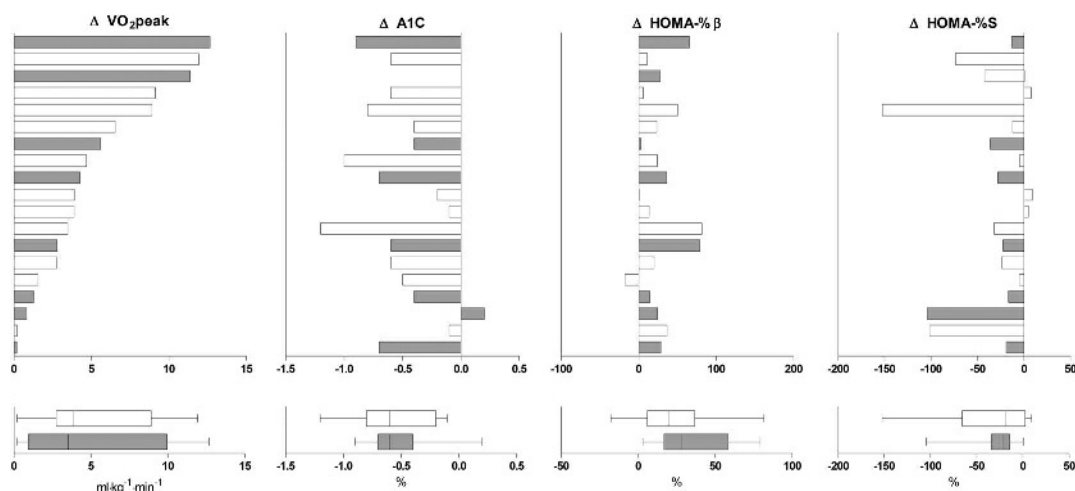 Δ VO₂peak Δ A1C Δ HOMA-% β Δ HOMA-%S
0 5 10 15 -1.5 -1.0 -0.5 0.0 0.5 -100 0 100 200 -200 -150 -100 -50 0 50
0 5 10 15 -1.5 -1.0 -0.5 0.0 0.5 -50 0 50 100 -200 -150 -100 -50 0 50
ml·kg⁻¹·min⁻¹ % % %